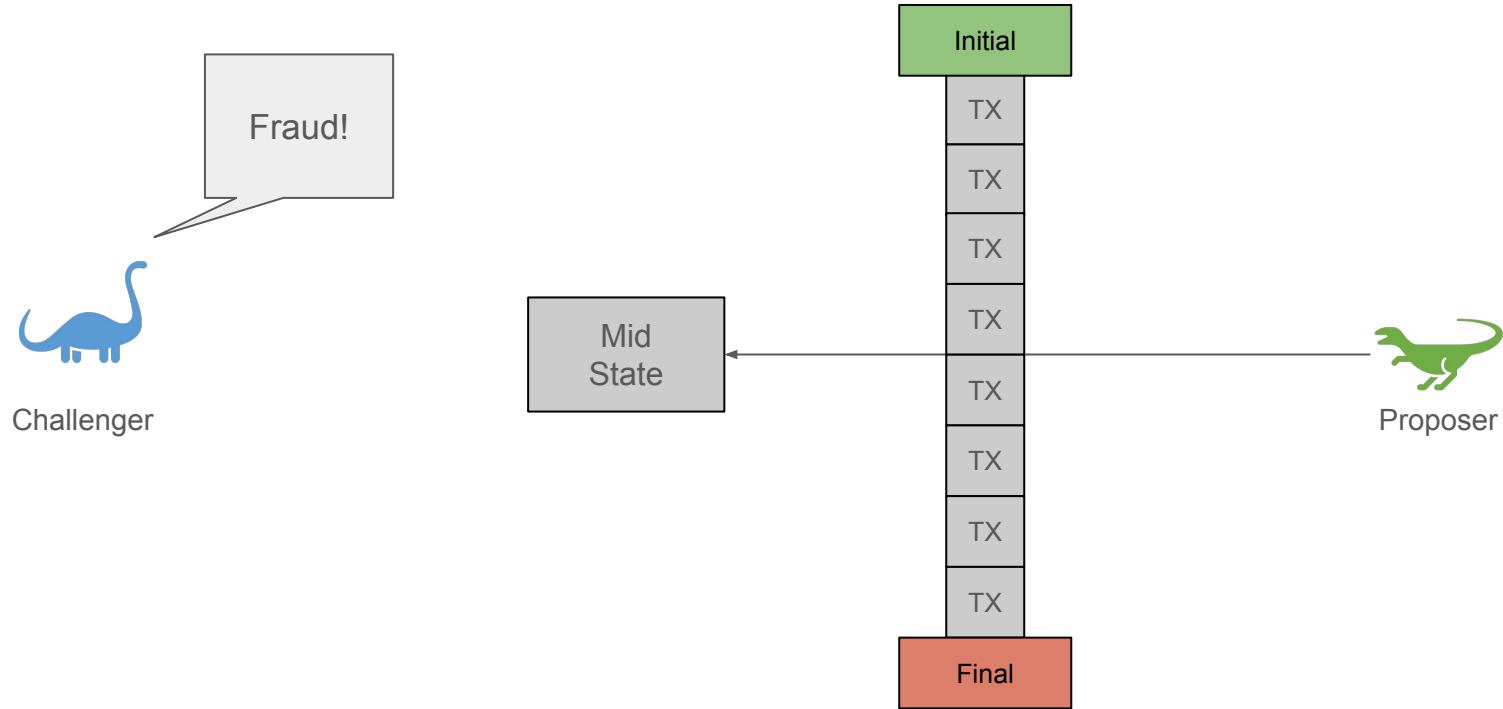 Initial
Fraud!
TX
TX
TX
TX
Mid
State
TX
TX
TX
TX
Challenger
Proposer
Final